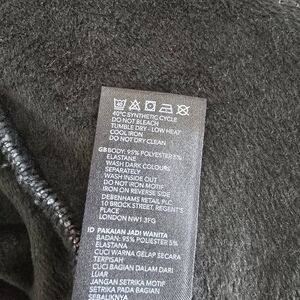 40°C SYNTHETIC CYCLE
DO NOT BLEACH
TUMBLE DRY - LOW HEAT
COOL IRON
DO NOT DRY CLEAN
GB BODY: 95% POLYESTER 5%
ELASTANE
WASH DARK COLOURS
SEPARATELY
WASH INSIDE OUT
DO NOT IRON MOTIF
IRON ON REVERSE SIDE
DEBENHAMS RETAIL PLC
10 BROCK STREET, REGENT'S
PLACE
LONDON NW1 3FG
ID PAKAIAN JADI WANITA
BADAN: 95% POLIESTER 5%
ELASTANE
CUCI WARNA GELAP SECARA
TERPISAH
CUCI BAGIAN DALAM DARI
LUAR
JANGAN SETRIKA MOTIF
SETRIKA PADA BAGIAN
SEBALIKNYA